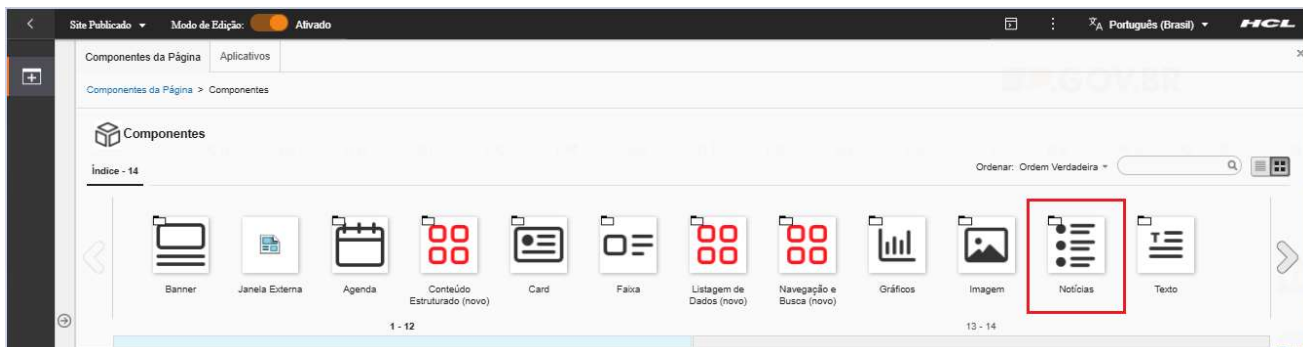 Site Publicado Modo de Edição: Ativado Português (Brasil) HCL
Componentes da Página Aplicativos
Componentes da Página > Componentes
Componentes
Índice - 14
Ordenar: Ordem Verdadeira
Banner
Janela Externa
Agenda
Conteúdo
Estruturado (novo)
Card
Faixa
Listagem de
Dados (novo)
Navegação e
Busca (novo)
Gráficos
Imagem
Notícias
Texto
1 - 12
13 - 14